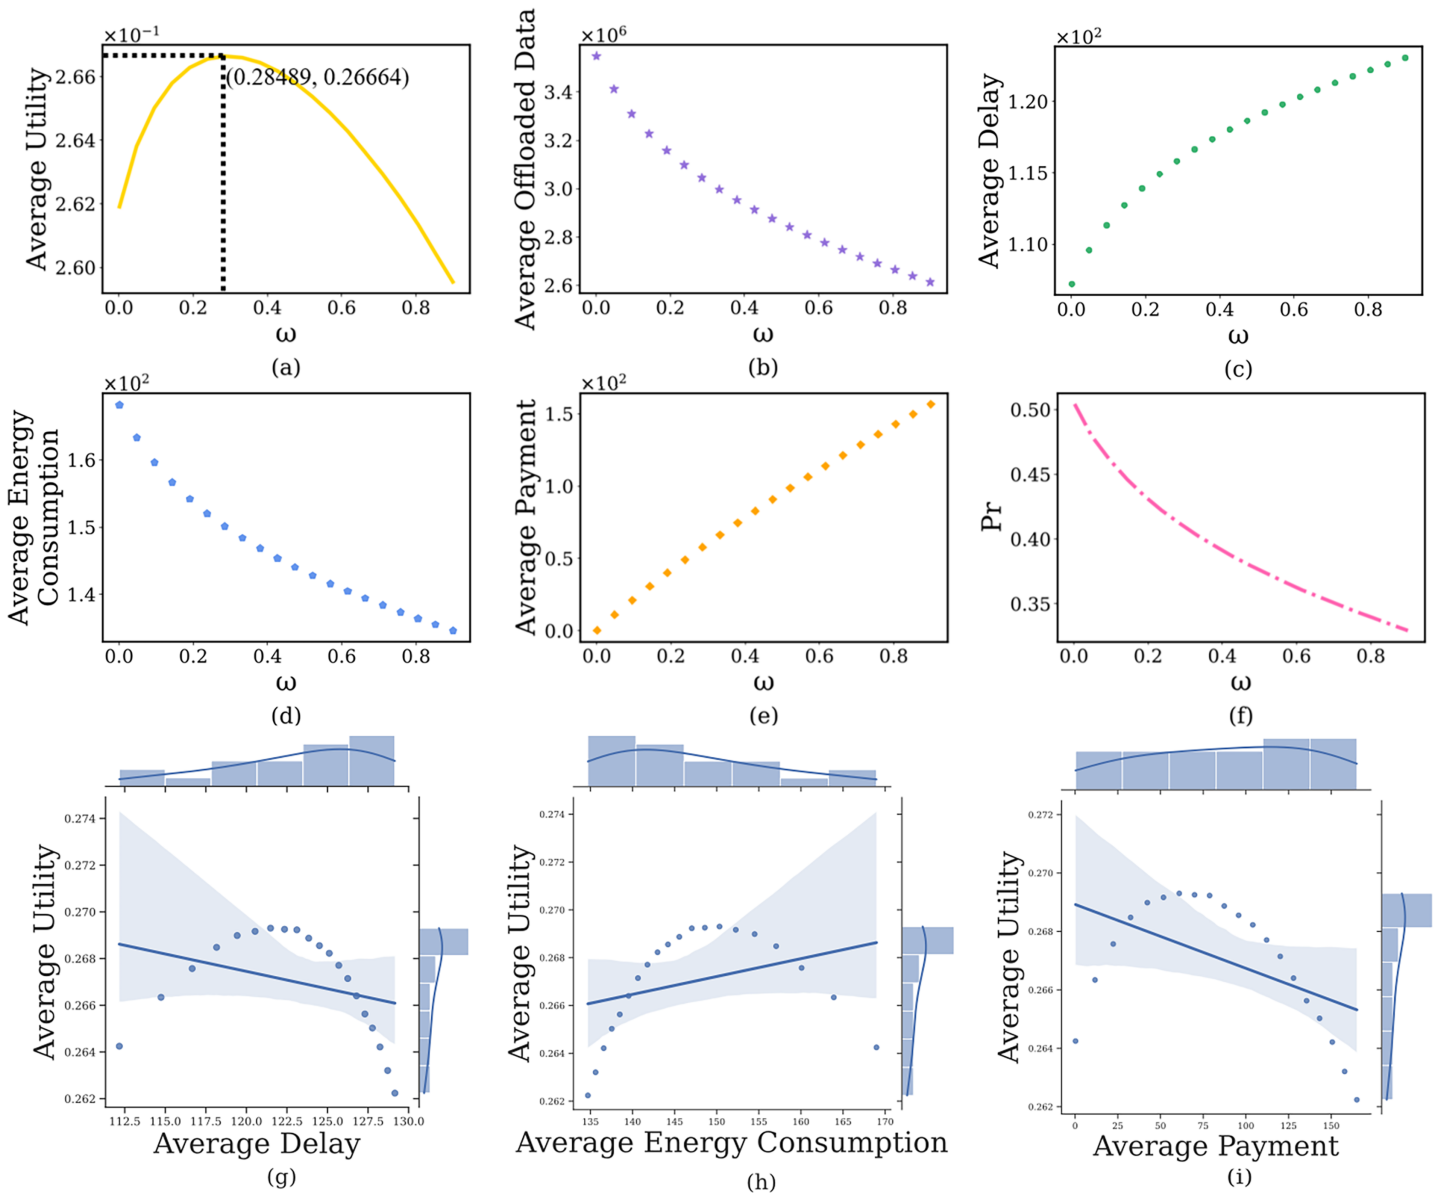 ×10⁻¹
Average Utility
2.66
2.64
2.62
2.60
(0.28489, 0.26664)
0.0 0.2 0.4 0.6 0.8
ω
(a)
×10⁶
Average Offloaded Data
3.4
3.2
3.0
2.8
2.6
0.0 0.2 0.4 0.6 0.8
ω
(b)
×10²
Average Delay
1.20
1.15
1.10
0.0 0.2 0.4 0.6 0.8
ω
(c)
×10²
Average Energy
Consumption
1.6
1.5
1.4
0.0 0.2 0.4 0.6 0.8
ω
(d)
×10²
Average Payment
1.5
1.0
0.5
0.0
0.0 0.2 0.4 0.6 0.8
ω
(e)
Pr
0.50
0.45
0.40
0.35
0.0 0.2 0.4 0.6 0.8
ω
(f)
Average Utility
0.274
0.272
0.270
0.268
0.266
0.264
0.262
112.5 115.0 117.5 120.0 122.5 125.0 127.5 130.0
Average Delay
(g)
Average Utility
0.274
0.272
0.270
0.268
0.266
0.264
0.262
135 140 145 150 155 160 165 170
Average Energy Consumption
(h)
Average Utility
0.272
0.270
0.268
0.266
0.264
0.262
0 25 50 75 100 125 150
Average Payment
(i)